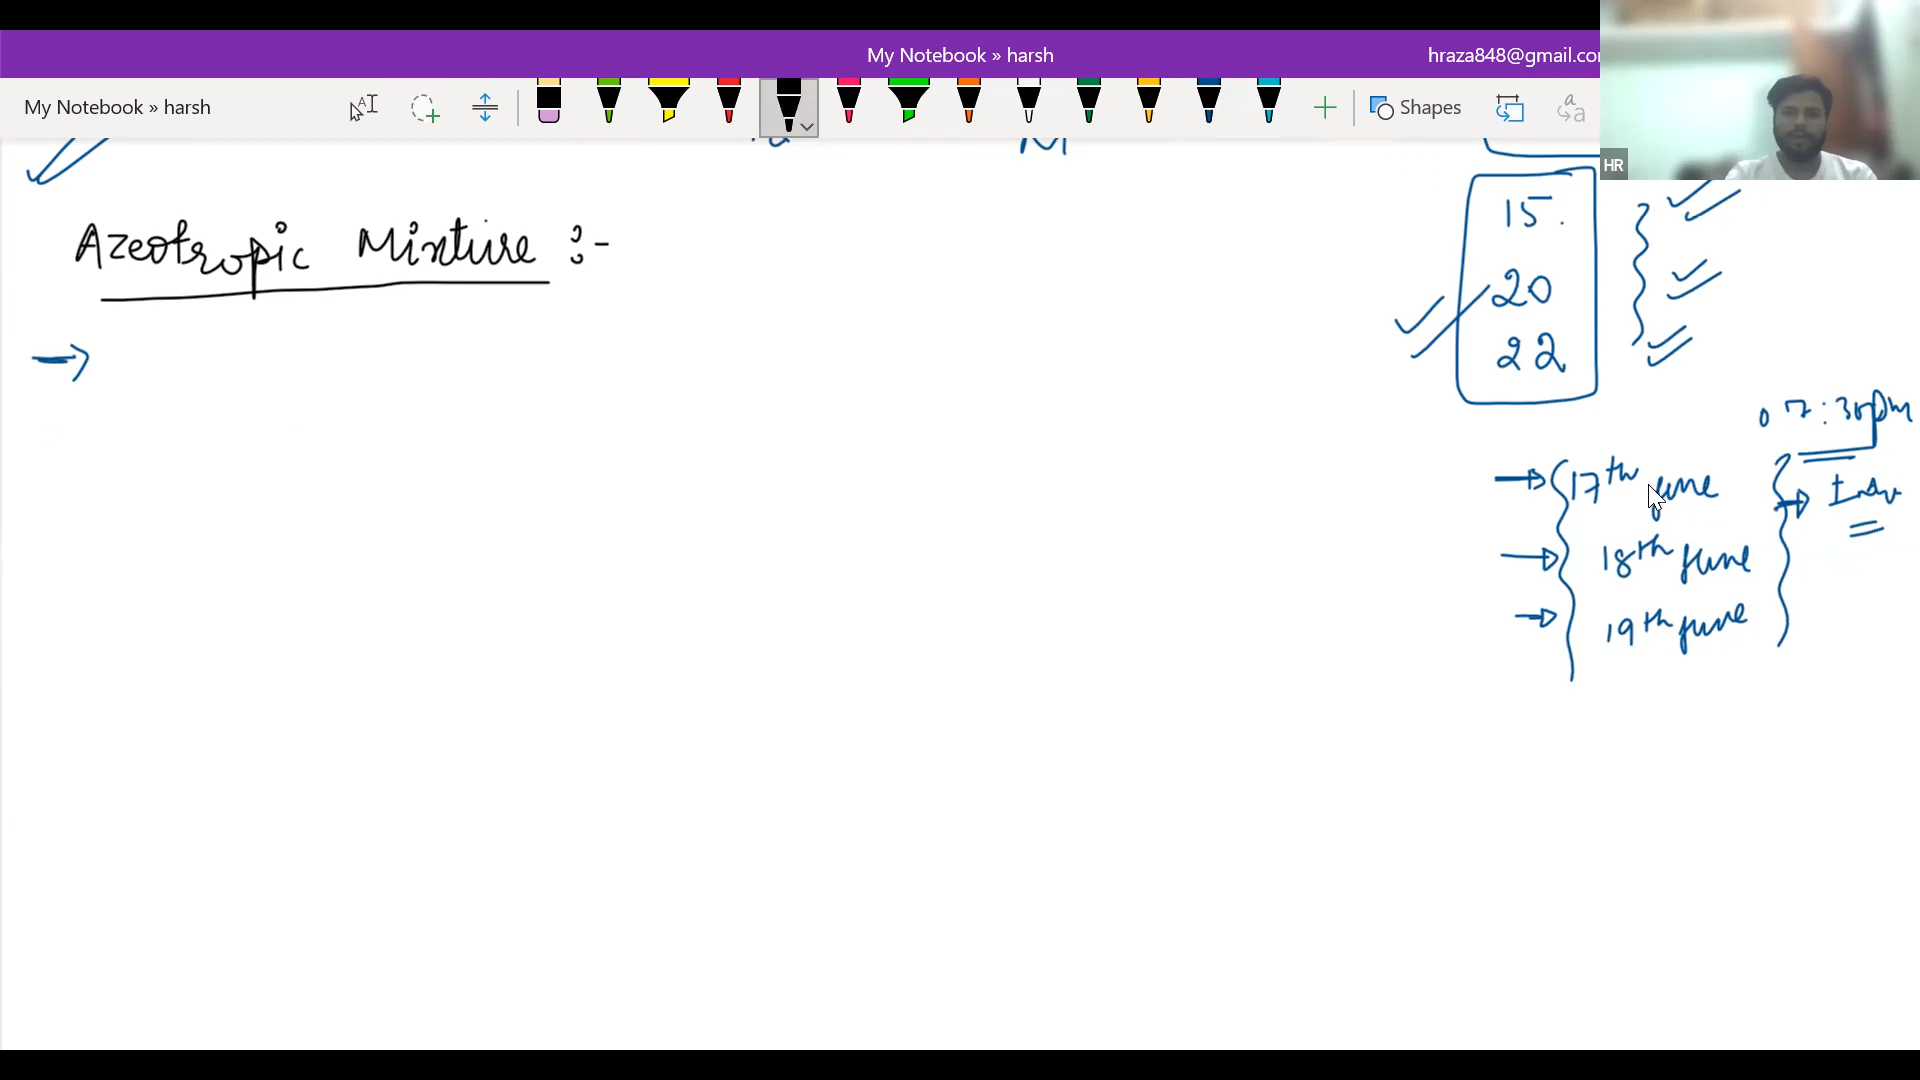 My Notebook » harsh
hraza848@gmail.co
My Notebook » harsh
Shapes
HR
Azeotropic Mixture :-
15.
20
22
07:30pm
17th June
18th June
19th June